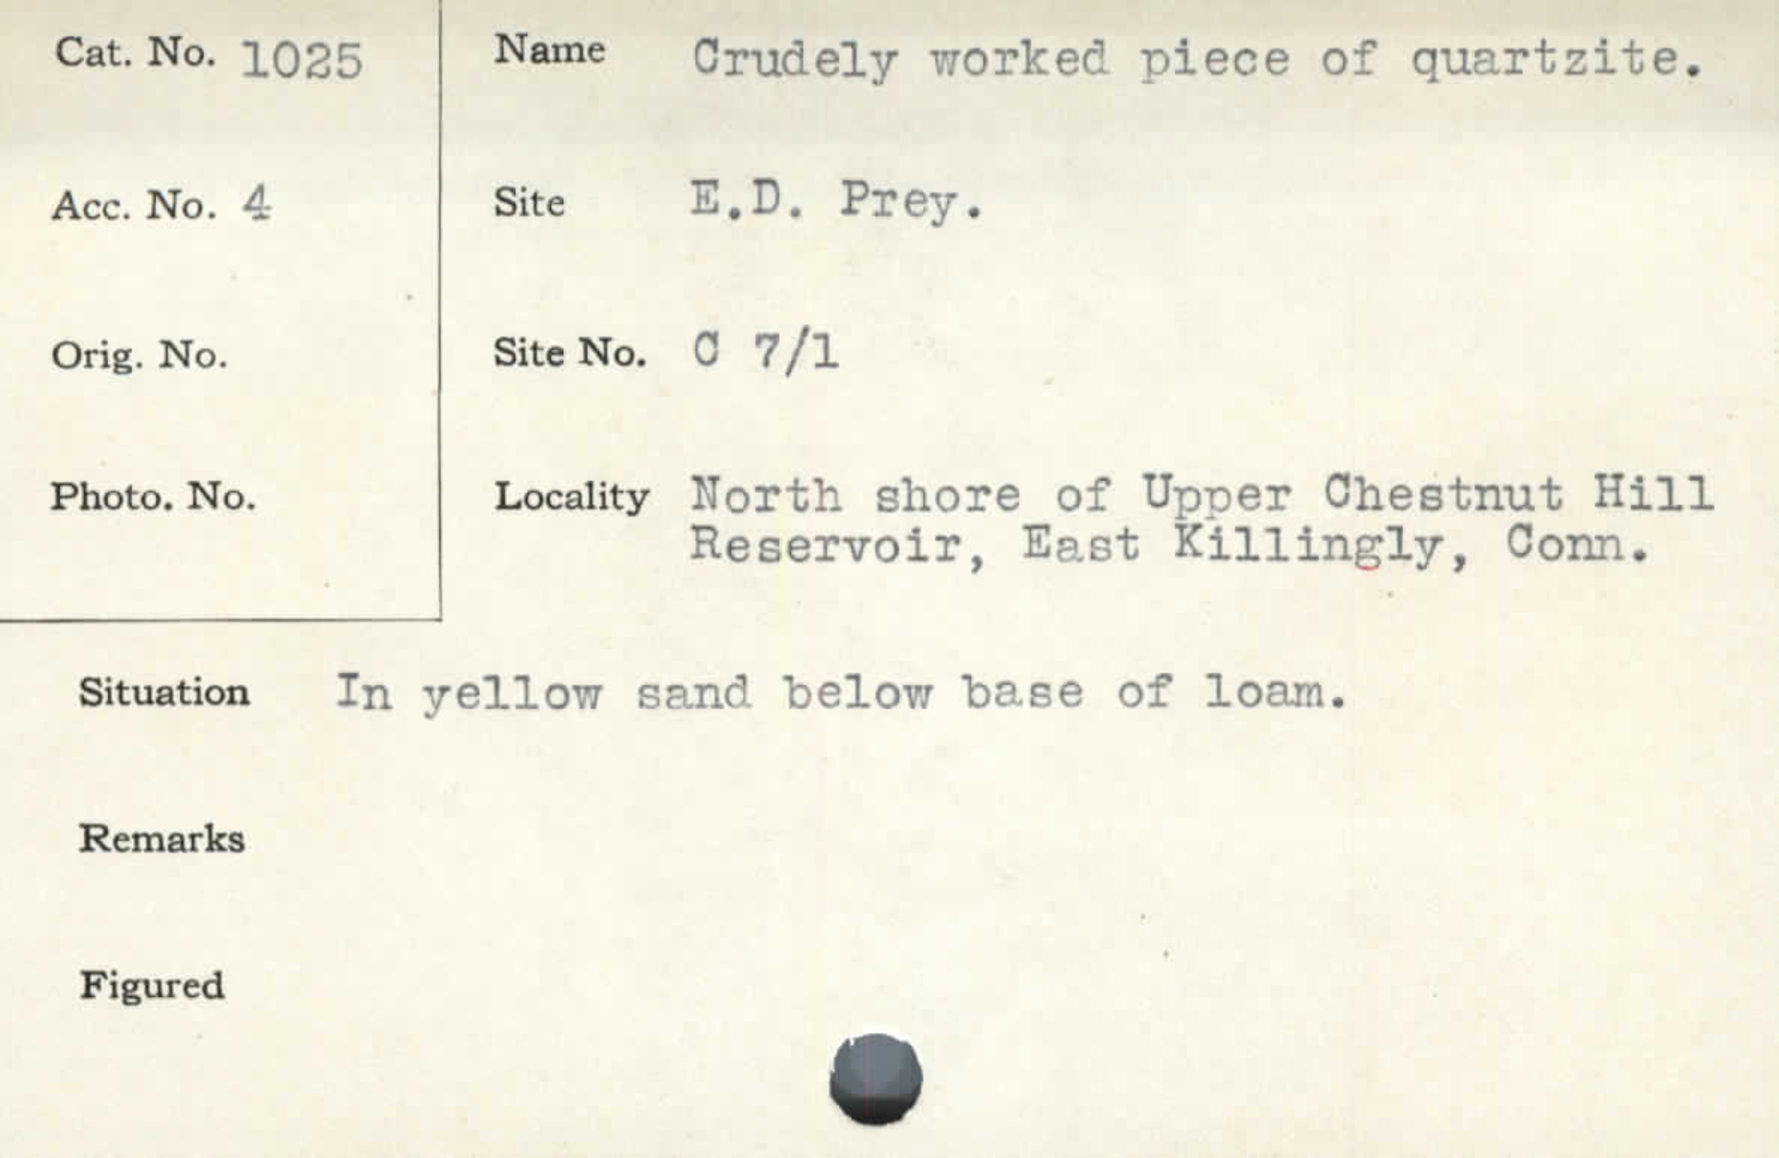 Cat. No. 1025
Name Crudely worked piece of quartzite.
Acc. No. 4
Site E.D. Prey.
Orig. No.
Site No. C 7/1
Photo. No.
Locality North shore of Upper Chestnut Hill
Reservoir, East Killingly, Conn.
Situation In yellow sand below base of loam.
Remarks
Figured